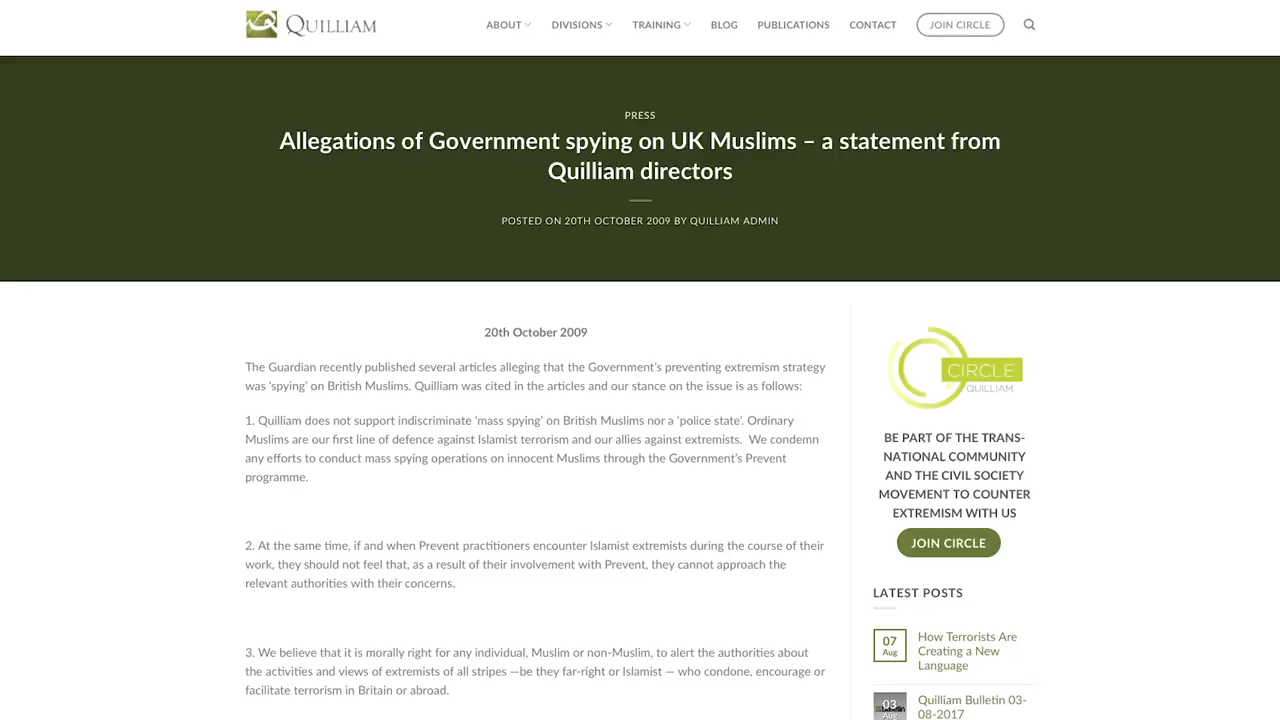 QUILLIAM
ABOUT
DIVISIONS
TRAINING
BLOG
PUBLICATIONS
CONTACT
JOIN CIRCLE
PRESS
Allegations of Government spying on UK Muslims – a statement from
Quilliam directors
POSTED ON 20TH OCTOBER 2009 BY QUILLIAM ADMIN
20th October 2009
The Guardian recently published several articles alleging that the Government’s preventing extremism strategy
was ‘spying’ on British Muslims. Quilliam was cited in the articles and our stance on the issue is as follows:
1. Quilliam does not support indiscriminate ‘mass spying’ on British Muslims nor a ‘police state’. Ordinary
Muslims are our first line of defence against Islamist terrorism and our allies against extremists.  We condemn
any efforts to conduct mass spying operations on innocent Muslims through the Government’s Prevent
programme.
2. At the same time, if and when Prevent practitioners encounter Islamist extremists during the course of their
work, they should not feel that, as a result of their involvement with Prevent, they cannot approach the
relevant authorities with their concerns.
3. We believe that it is morally right for any individual, Muslim or non-Muslim, to alert the authorities about
the activities and views of extremists of all stripes —be they far-right or Islamist — who condone, encourage or
facilitate terrorism in Britain or abroad.
CIRCLE
QUILLIAM
BE PART OF THE TRANS-
NATIONAL COMMUNITY
AND THE CIVIL SOCIETY
MOVEMENT TO COUNTER
EXTREMISM WITH US
JOIN CIRCLE
LATEST POSTS
07
Aug
How Terrorists Are
Creating a New
Language
03
Aug
Quilliam Bulletin 03-
08-2017